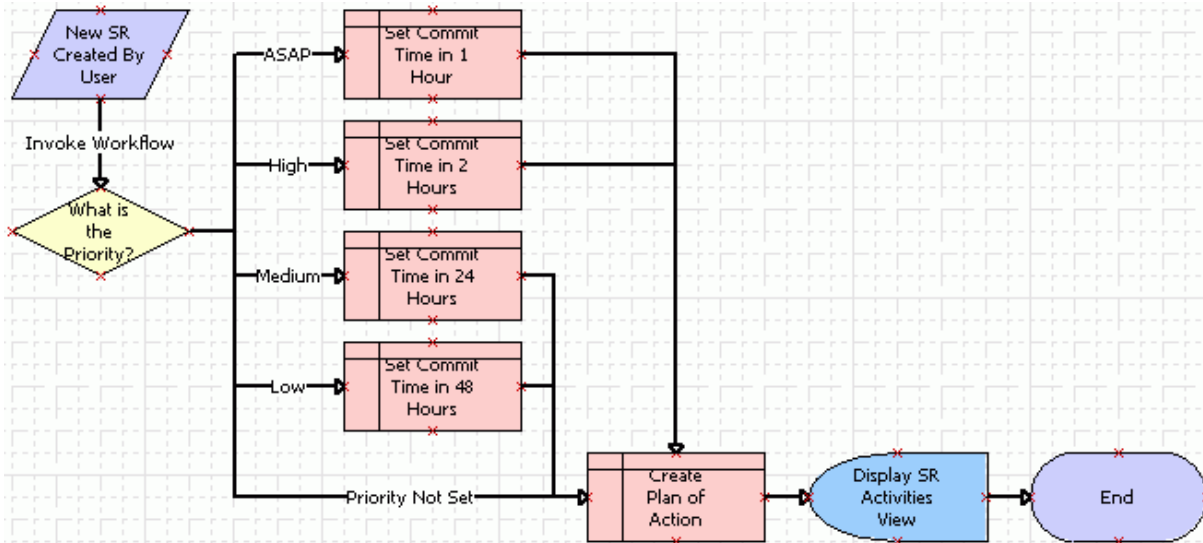 New SR
Created By
User
Invoke Workflow
What is
the
Priority?
ASAP
Set Commit
Time in 1
Hour
High
Set Commit
Time in 2
Hours
Medium
Set Commit
Time in 24
Hours
Low
Set Commit
Time in 48
Hours
Priority Not Set
Create
Plan of
Action
Display SR
Activities
View
End